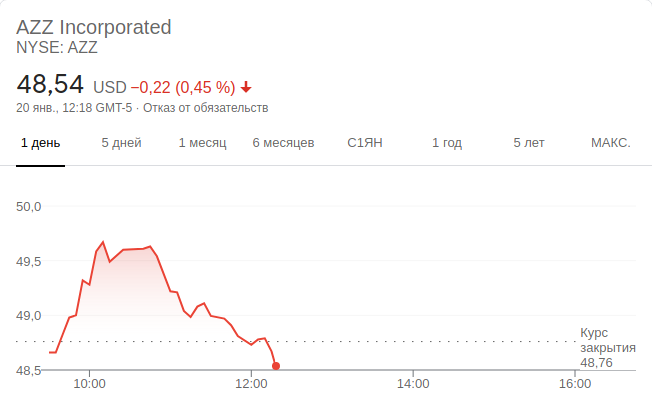 AZZ Incorporated
NYSE: AZZ
48,54 USD −0,22 (0,45 %)
20 янв., 12:18 GMT-5 · Отказ от обязательств
1 день 5 дней 1 месяц 6 месяцев С1ЯН 1 год 5 лет МАКС.
50,0
49,5
49,0
48,5
Курс
закрытия
48,76
10:00 12:00 14:00 16:00